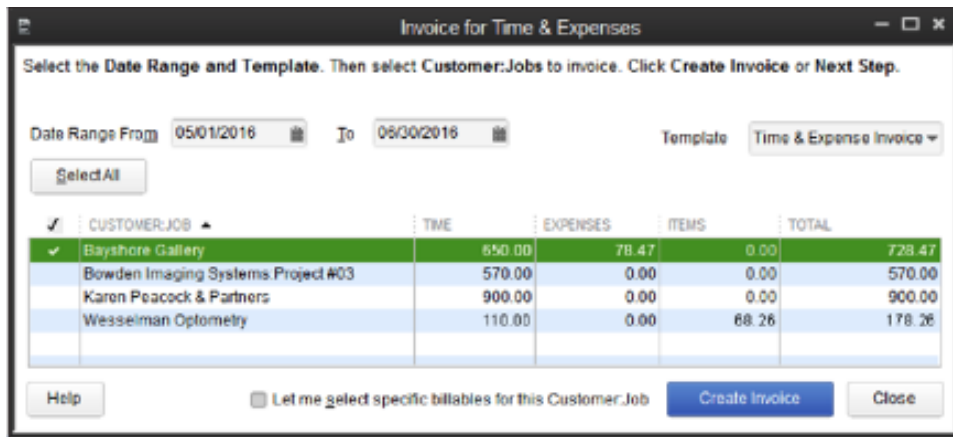 Invoice for Time & Expenses
Select the Date Range and Template. Then select Customer:Jobs to invoice. Click Create Invoice or Next Step.
Date Range From 05/01/2016 To 06/30/2016 Template Time & Expense Invoice
Select All
CUSTOMER:JOB TIME EXPENSES ITEMS TOTAL
Bayshore Gallery 650.00 78.47 0.00 728.47
Bowden Imaging Systems:Project #03 570.00 0.00 0.00 570.00
Karen Peacock & Partners 900.00 0.00 0.00 900.00
Wesselman Optometry 110.00 0.00 68.26 178.26
Help Let me select specific billables for this Customer:Job Create Invoice Close